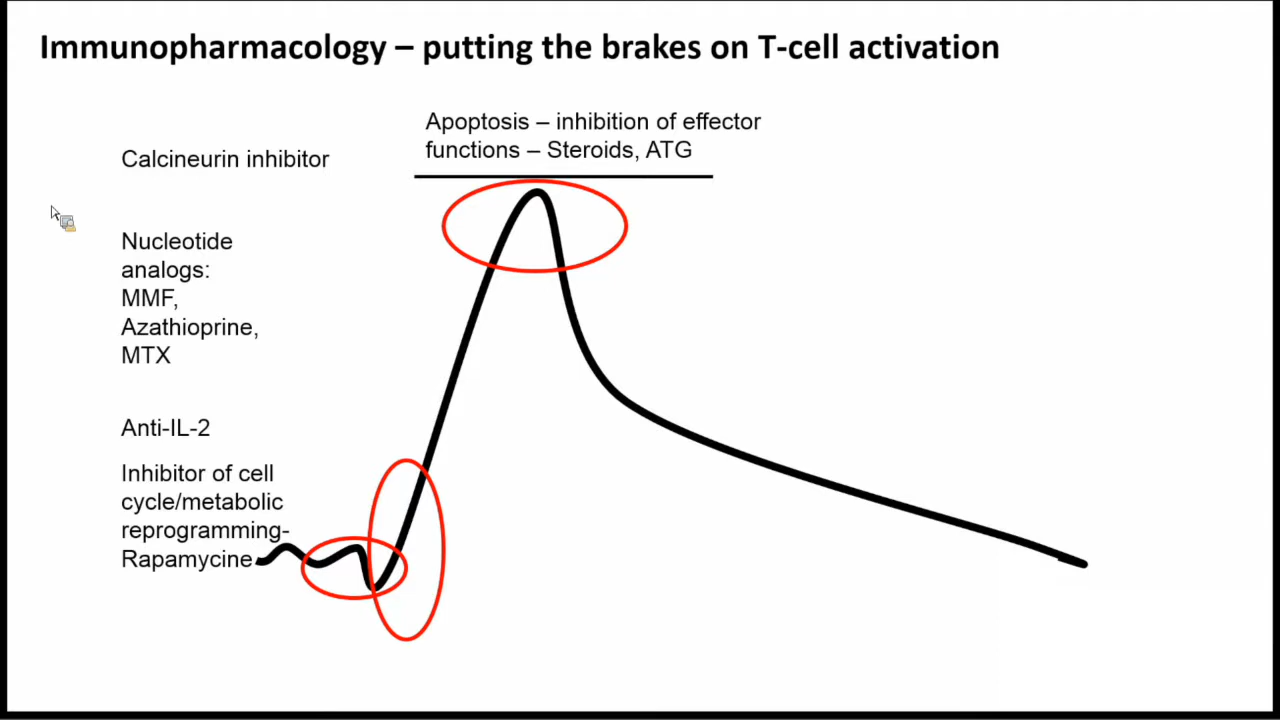 Immunopharmacology – putting the brakes on T-cell activation
Apoptosis – inhibition of effector
functions – Steroids, ATG
Calcineurin inhibitor
Nucleotide
analogs:
MMF,
Azathioprine,
MTX
Anti-IL-2
Inhibitor of cell
cycle/metabolic
reprogramming-
Rapamycine